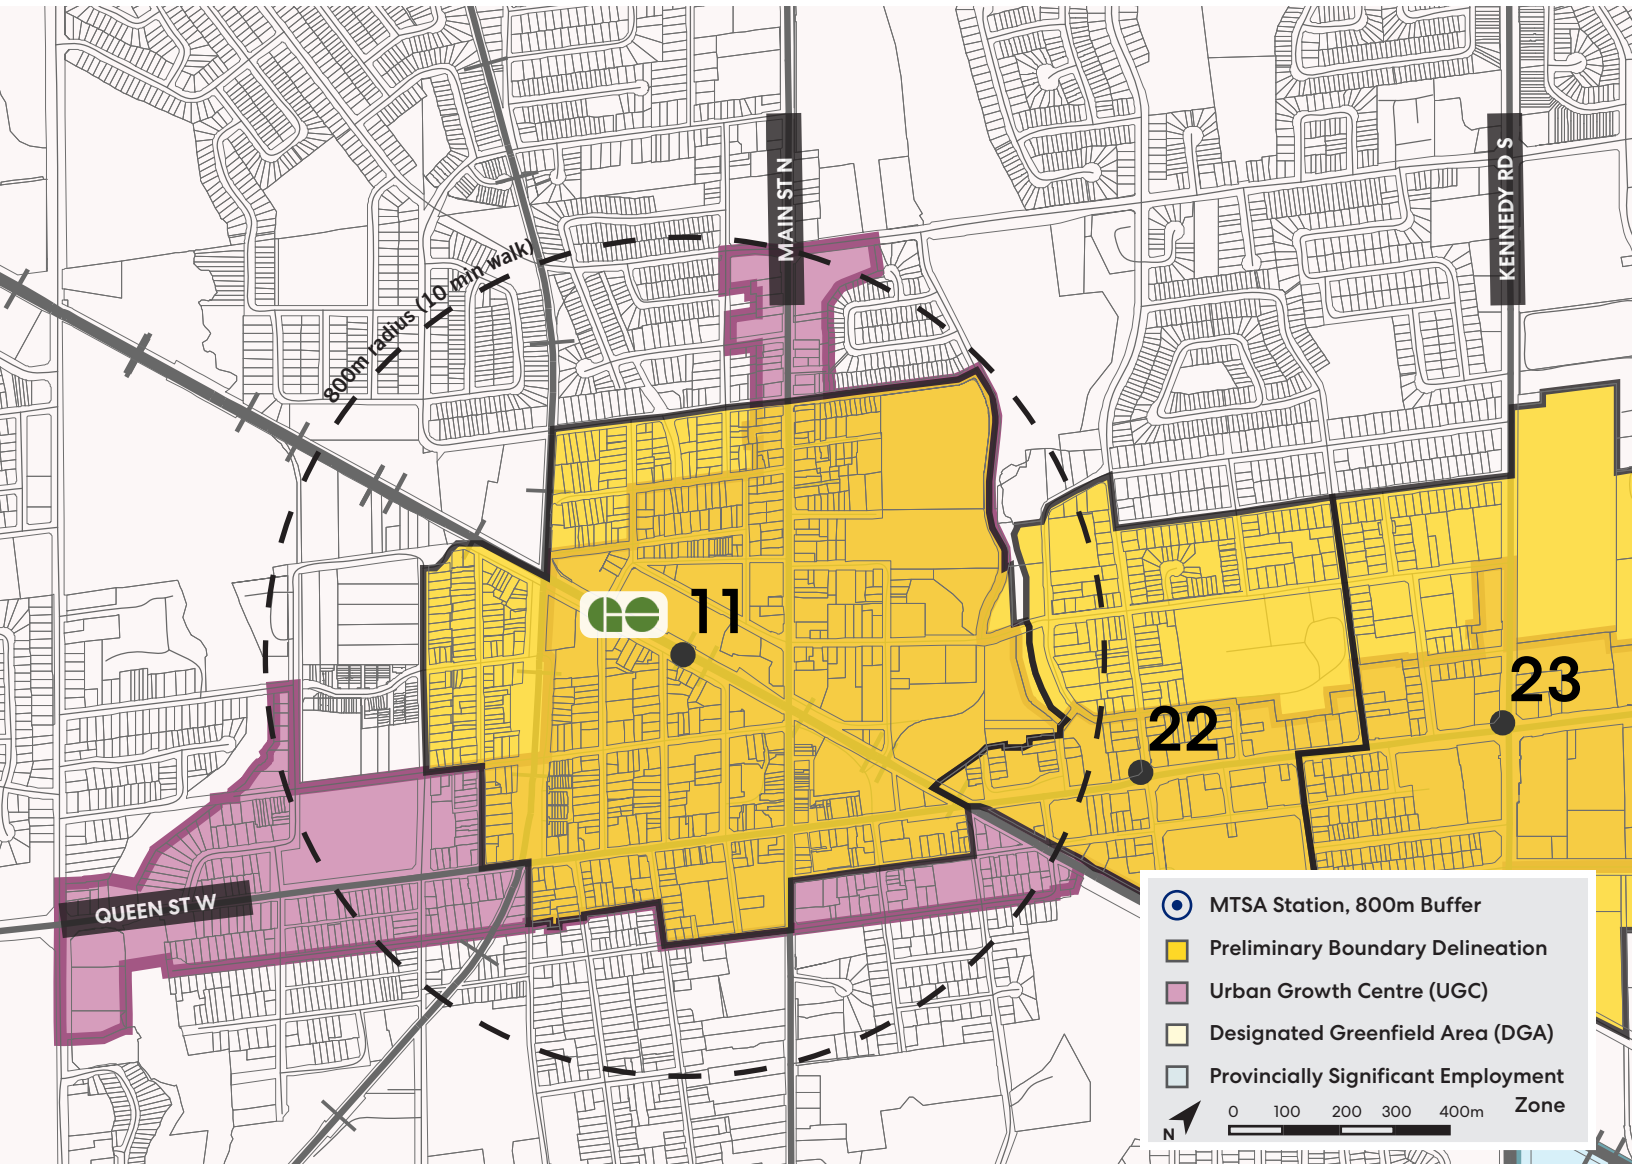 MAIN ST N
KENNEDY RD S
800m radius (10 min walk)
GO
11
23
22
QUEEN ST W
MTSA Station, 800m Buffer
Preliminary Boundary Delineation
Urban Growth Centre (UGC)
Designated Greenfield Area (DGA)
Provincially Significant Employment
Zone
N
0 100 200 300 400m